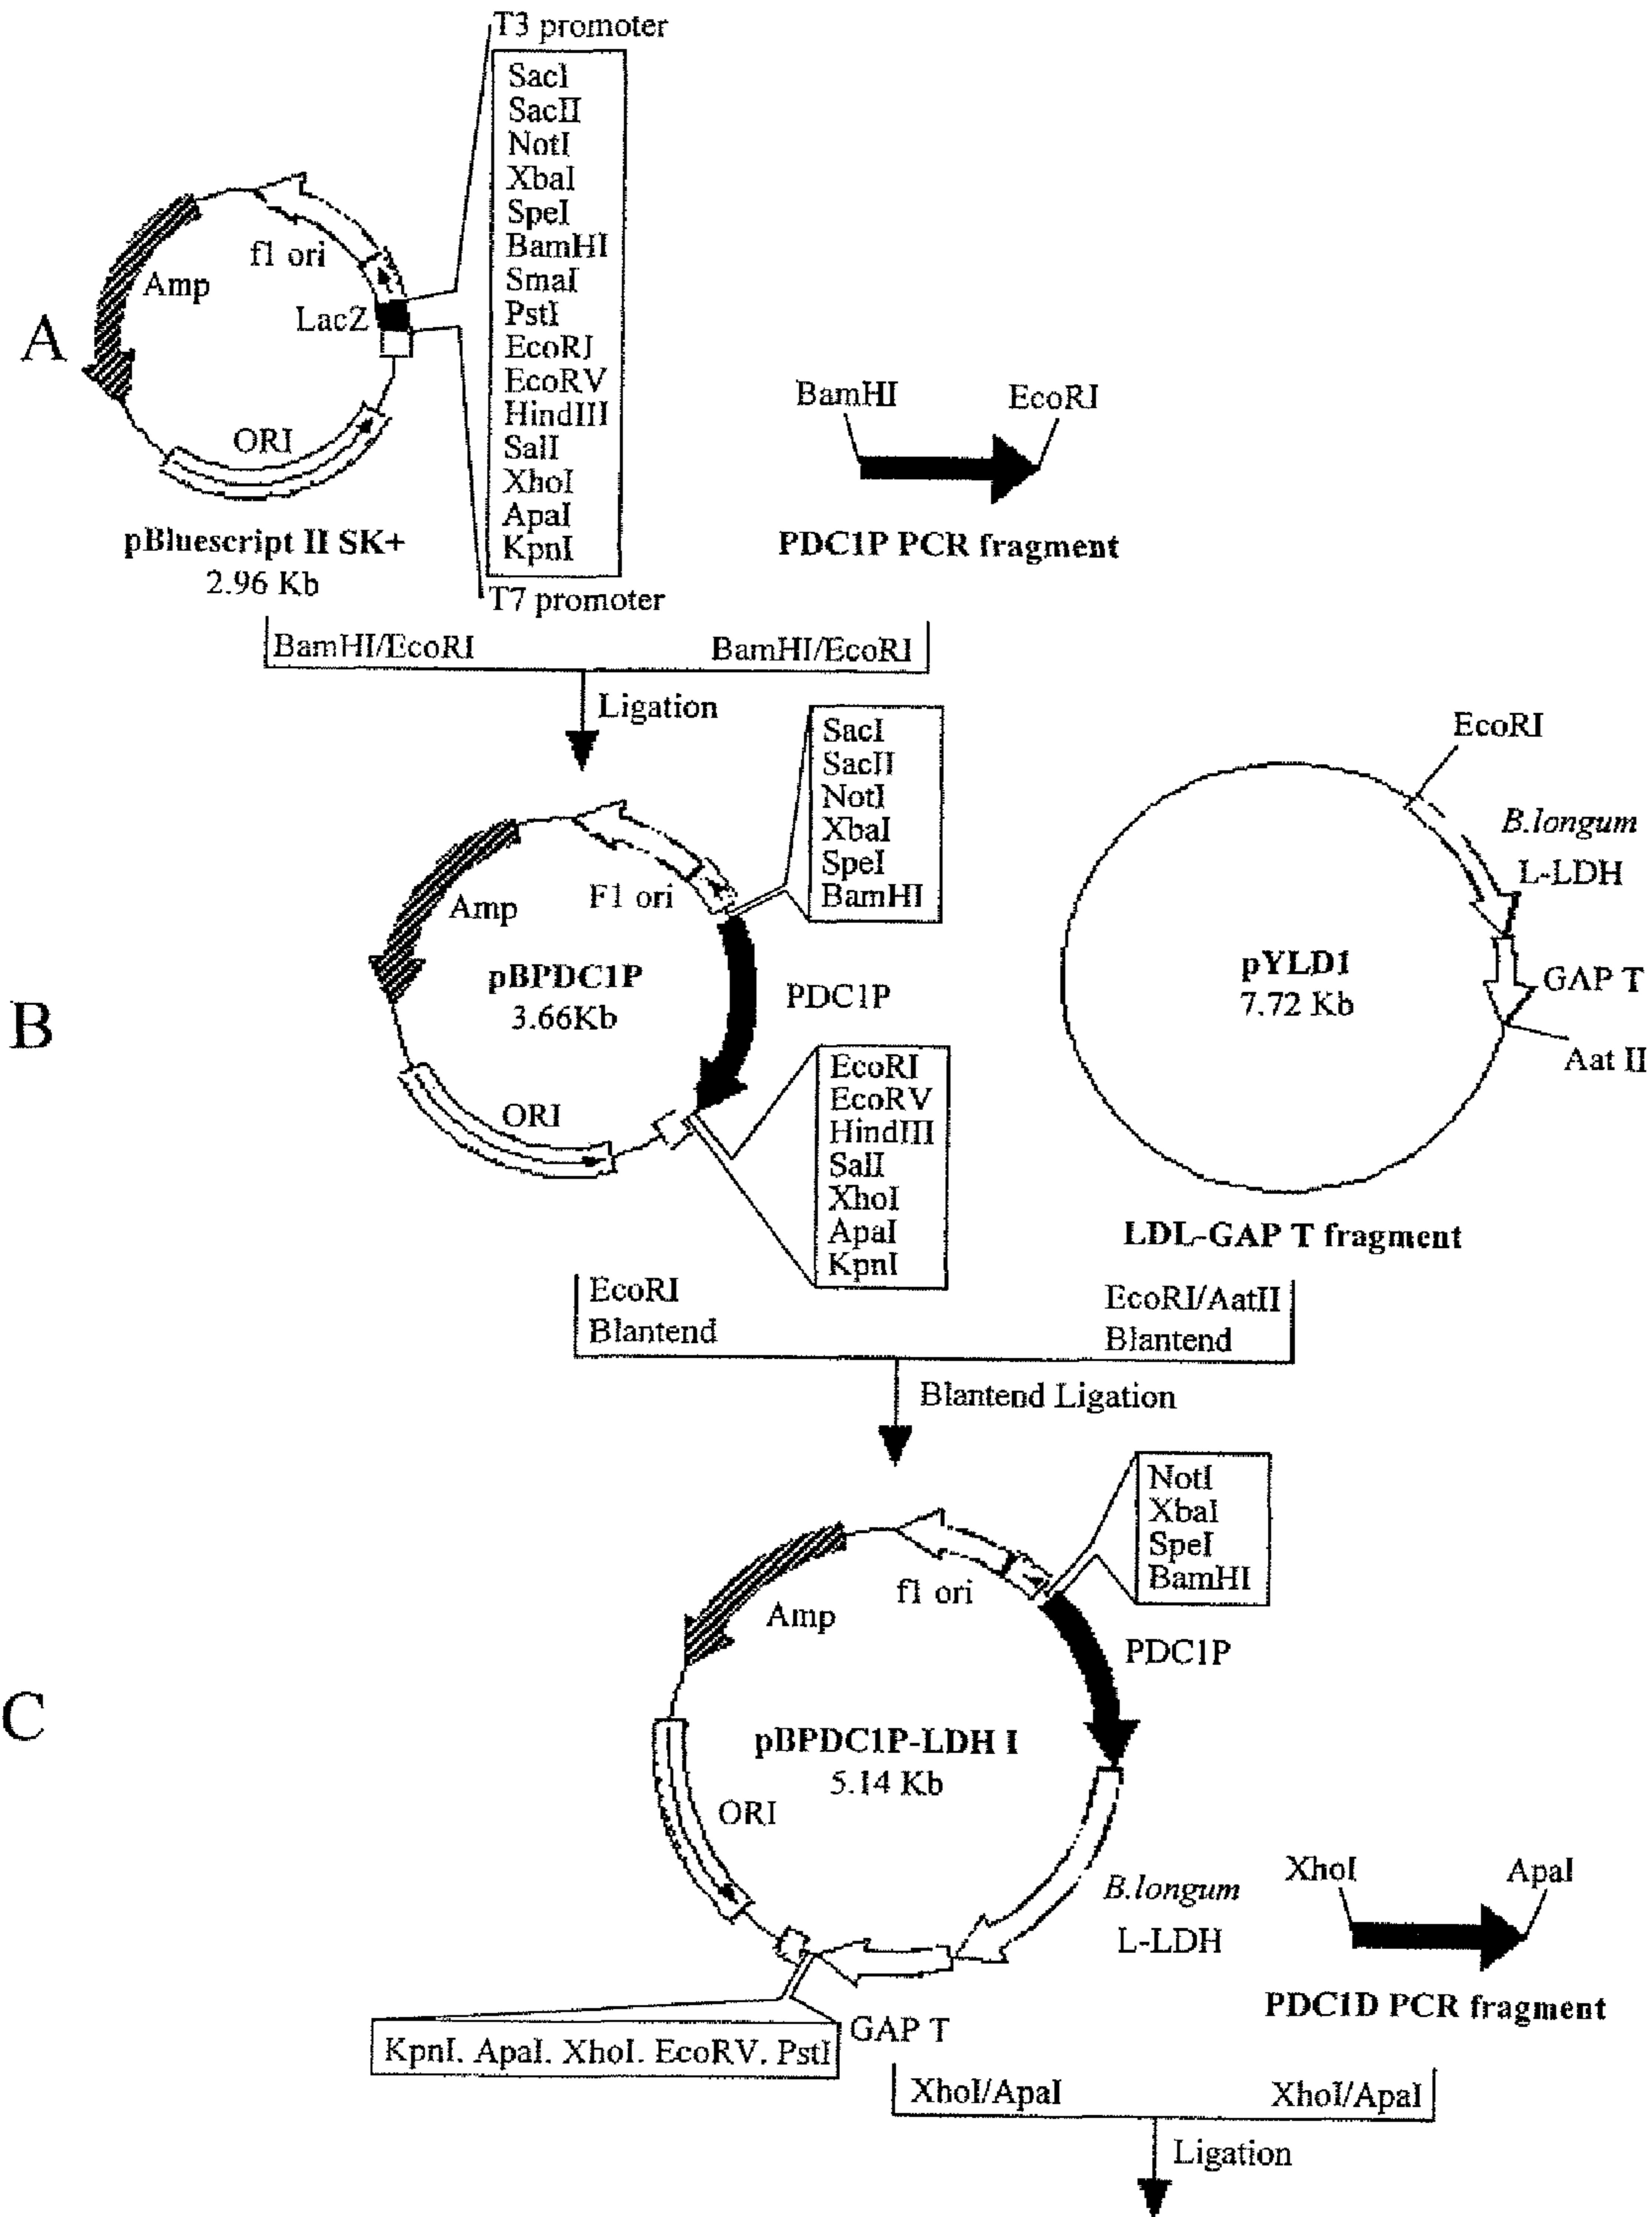 T3 promoter
SacI
SacII
NotI
XbaI
SpeI
BamHI
SmaI
PstI
EcoRI
EcoRV
HindIII
SalI
XhoI
ApaI
KpnI
T7 promoter
f1 ori
Amp
LacZ
A
ORI
pBluescript II SK+
2.96 Kb
BamHI
EcoRI
PDC1P PCR fragment
BamHI/EcoRI
BamHI/EcoRI
Ligation
SacI
SacII
NotI
XbaI
SpeI
BamHI
F1 ori
Amp
pBPDC1P
3.66Kb
PDC1P
B
EcoRI
EcoRV
HindIII
SalI
XhoI
ApaI
KpnI
ORI
EcoRI
B.longum
L-LDH
pYLD1
7.72 Kb
GAP T
Aat II
LDL-GAP T fragment
EcoRI
Blantend
EcoRI/AatII
Blantend
Blantend Ligation
NotI
XbaI
SpeI
BamHI
f1 ori
Amp
PDC1P
C
pBPDC1P-LDH I
5.14 Kb
ORI
B.longum
L-LDH
XhoI
ApaI
PDC1D PCR fragment
GAP T
KpnI. ApaI. XhoI. EcoRV. PstI
XhoI/ApaI
XhoI/ApaI
Ligation